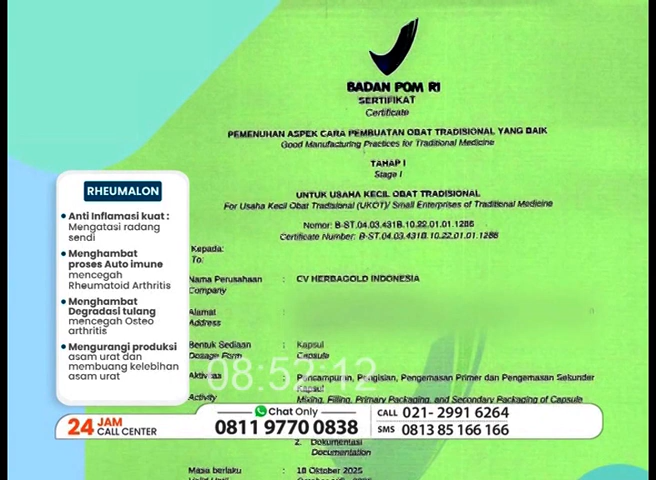 BADAN POM RI
SERTIFIKAT
Certificate
PEMENUHAN ASPEK CARA PEMBUATAN OBAT TRADISIONAL YANG BAIK
Good Manufacturing Practices for Traditional Medicine
TAHAP I
Stage I
UNTUK USAHA KECIL OBAT TRADISIONAL
For Usaha Kecil Obat Tradisional (UKOT)/ Small Enterprises of Traditional Medicine
Nomor: B-ST.04.03.431B.10.22.01.01.1286
Certificate Number: B-ST.04.03.431B.10.22.01.01.1286
Kepada:
To:
Nama Perusahaan : CV HERBAGOLD INDONESIA
Company
Alamat :
Address
Bentuk Sediaan : Kapsul
Dosage Form Capsule
Aktivitas : Pencampuran, Pengisian, Pengemasan Primer dan Pengemasan Sekunder
Kapsul
Activity Mixing, Filling, Primary Packaging, and Secondary Packaging of Capsule
2. Dokumentasi
Documentation
Masa berlaku : 18 Oktober 2025
RHEUMALON
Anti Inflamasi kuat :
Mengatasi radang
sendi
Menghambat
proses Auto imune
mencegah
Rheumatoid Arthritis
Menghambat
Degradasi tulang
mencegah Osteo
arthritis
Mengurangi produksi
asam urat dan
membuang kelebihan
asam urat
08:52:12
24 JAM
CALL CENTER
Chat Only
0811 9770 0838
CALL 021- 2991 6264
SMS 0813 85 166 166